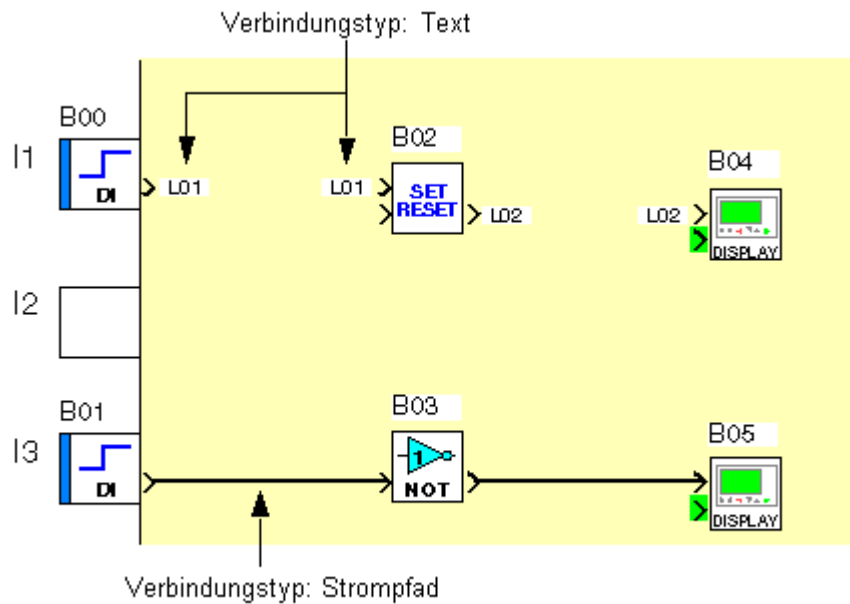 Verbindungstyp: Text
B00
I1
DI
L01
L01
B02
SET
RESET
L02
B04
L02
DISPLAY
I2
B01
I3
DI
B03
1
NOT
B05
DISPLAY
Verbindungstyp: Strompfad